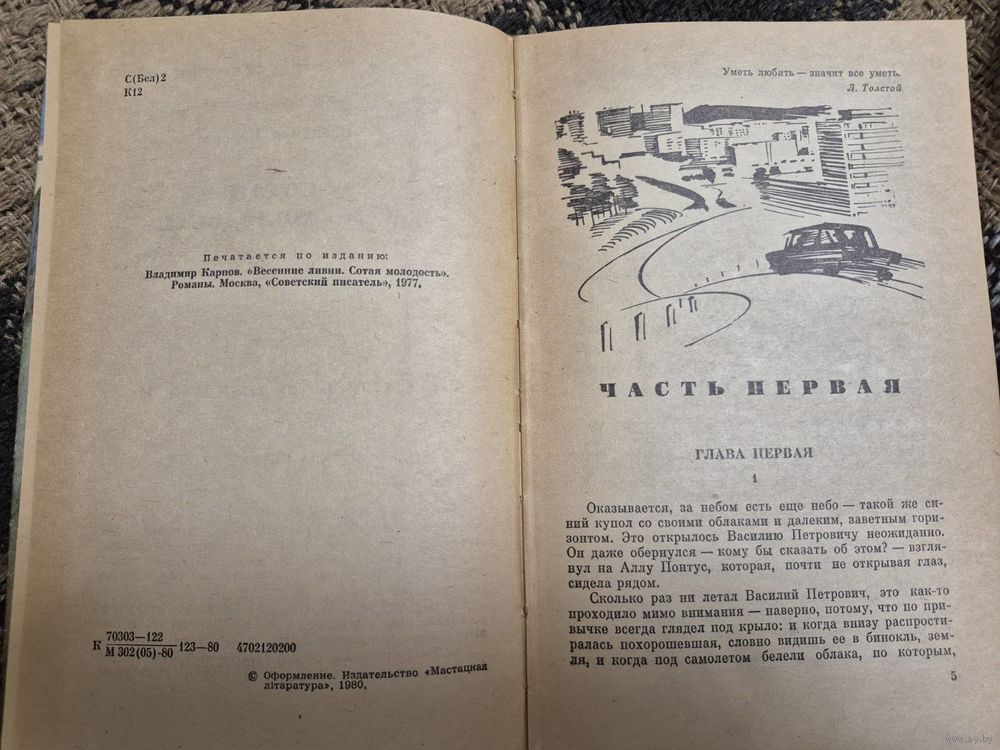 С(Бел)2
К12
Печатается по изданию:
Владимир Карпов. «Весенние ливни. Сотая молодость».
Романы. Москва, «Советский писатель», 1977.
К 70303—122
М 302(05)-80 123—80 4702120200
© Оформление. Издательство «Мастацкая
літаратура», 1980.
Уметь любить — значит все уметь.
Л. Толстой
ЧАСТЬ ПЕРВАЯ
ГЛАВА ПЕРВАЯ
1
Оказывается, за небом есть еще небо — такой же си-
ний купол со своими облаками и далеким, заветным гори-
зонтом. Это открылось Василию Петровичу неожиданно.
Он даже обернулся — кому бы сказать об этом? — взгля-
нул на Аллу Понтус, которая, почти не открывая глаз,
сидела рядом.
Сколько раз ни летал Василий Петрович, это как-то
проходило мимо внимания — наверно, потому, что по при-
вычке всегда глядел под крыло: и когда внизу распрости-
ралась похорошевшая, словно видишь ее в бинокль, зем-
ля, и когда под самолетом белели облака, по которым,
5
www.ay.by